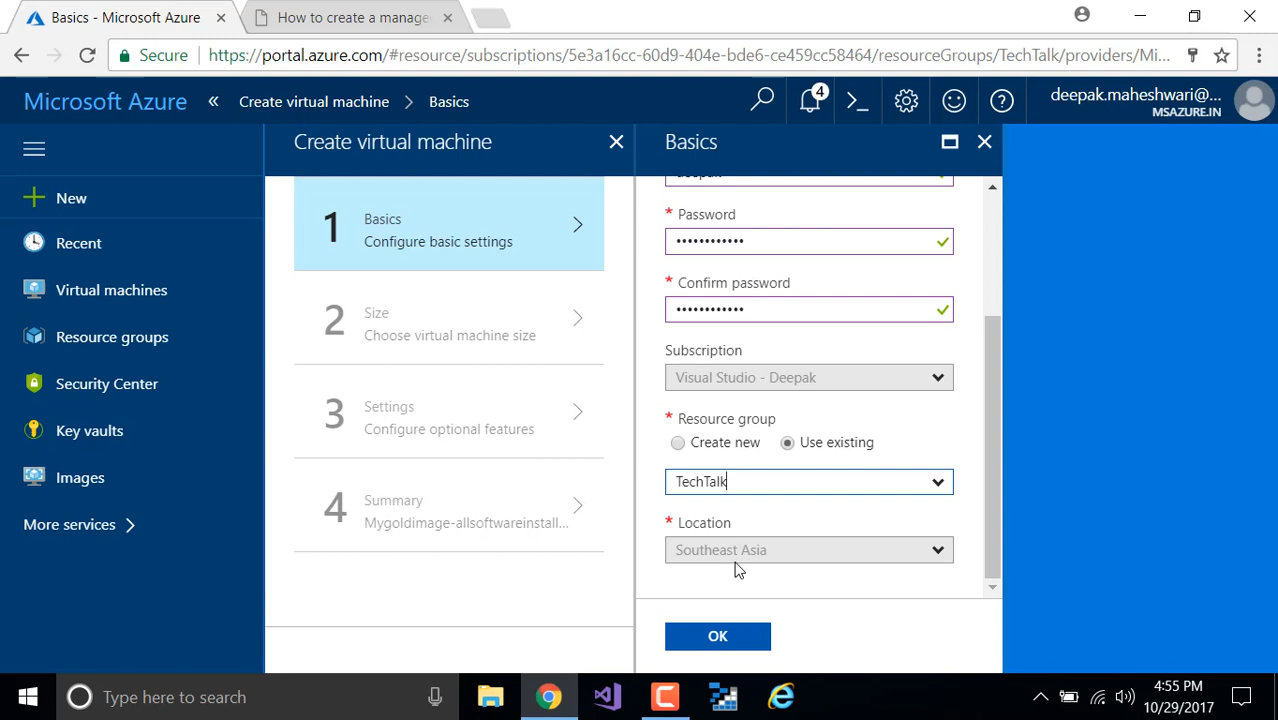 Basics - Microsoft Azure
How to create a manage
Secure
https://portal.azure.com/#resource/subscriptions/5e3a16cc-60d9-404e-bde6-ce459cc58464/resourceGroups/TechTalk/providers/Mi...
Microsoft Azure « Create virtual machine > Basics
4
deepak.maheshwari@...
MSAZURE.IN
New
Recent
Virtual machines
Resource groups
Security Center
Key vaults
Images
More services
Create virtual machine
1
Basics
Configure basic settings
2
Size
Choose virtual machine size
3
Settings
Configure optional features
4
Summary
Mygoldimage-allsoftwareinstall...
Basics
deepak
* Password
••••••••••••
* Confirm password
••••••••••••
Subscription
Visual Studio - Deepak
* Resource group
Create new Use existing
TechTalk
* Location
Southeast Asia
OK
Type here to search
4:55 PM
10/29/2017